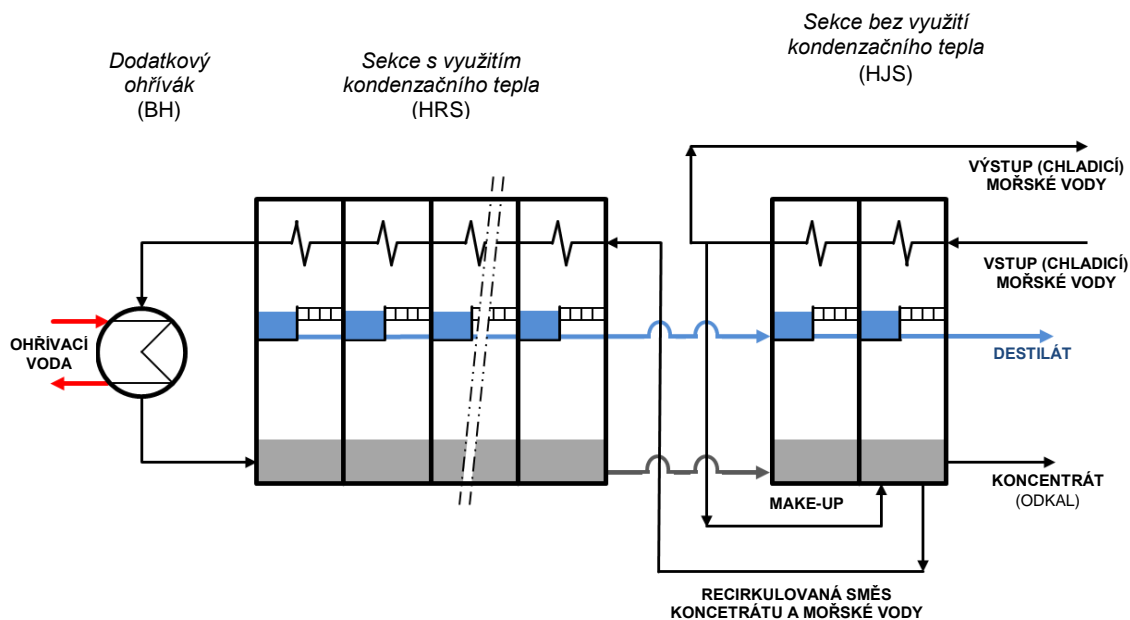 Dodatkový
ohřívák
(BH)
Sekce s využitím
kondenzačního tepla
(HRS)
Sekce bez využití
kondenzačního tepla
(HJS)
VÝSTUP (CHLADICÍ)
MOŘSKÉ VODY
VSTUP (CHLADICÍ)
MOŘSKÉ VODY
OHŘÍVACÍ
VODA
DESTILÁT
KONCENTRÁT
(ODKAL)
MAKE-UP
RECIRKULOVANÁ SMĚS
KONCETRÁTU A MOŘSKÉ VODY